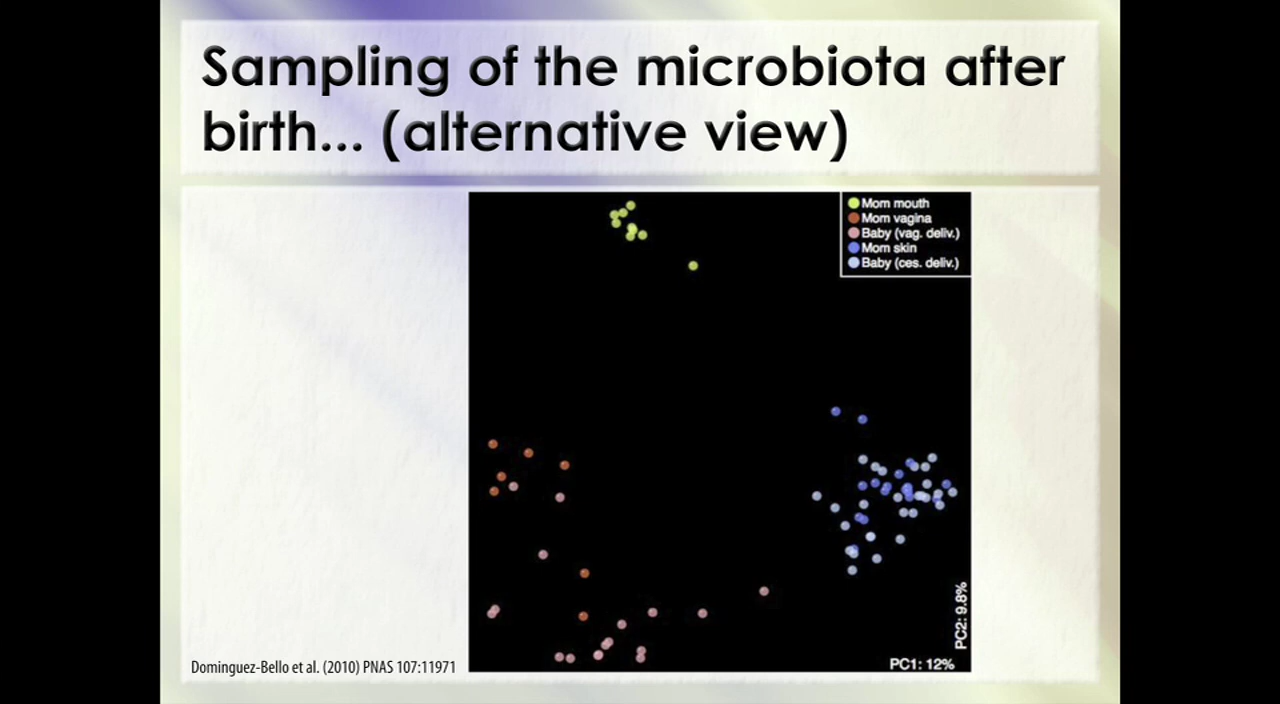 Sampling of the microbiota after
birth... (alternative view)
Mom mouth
Mom vagina
Baby (vag. deliv.)
Mom skin
Baby (ces. deliv.)
PC2: 9.8%
PC1: 12%
Dominguez-Bello et al. (2010) PNAS 107:11971